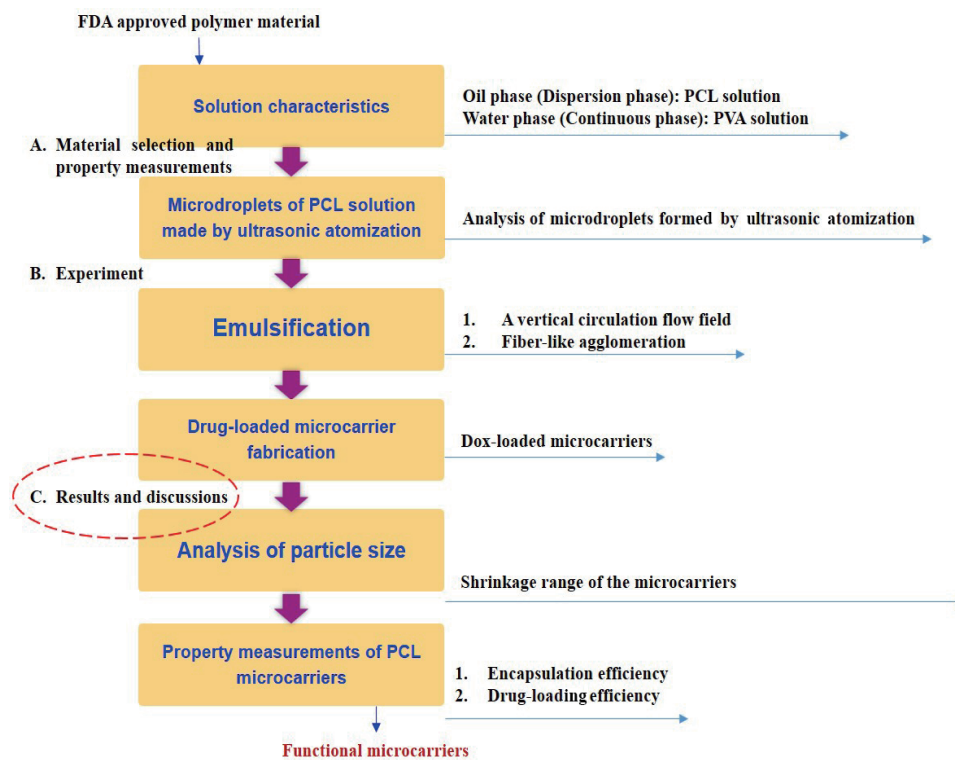 FDA approved polymer material
Solution characteristics
Oil phase (Dispersion phase): PCL solution
Water phase (Continuous phase): PVA solution
A. Material selection and
property measurements
Microdroplets of PCL solution
made by ultrasonic atomization
Analysis of microdroplets formed by ultrasonic atomization
B. Experiment
Emulsification
1. A vertical circulation flow field
2. Fiber-like agglomeration
Drug-loaded microcarrier
fabrication
Dox-loaded microcarriers
C. Results and discussions
Analysis of particle size
Shrinkage range of the microcarriers
Property measurements of PCL
microcarriers
1. Encapsulation efficiency
2. Drug-loading efficiency
Functional microcarriers